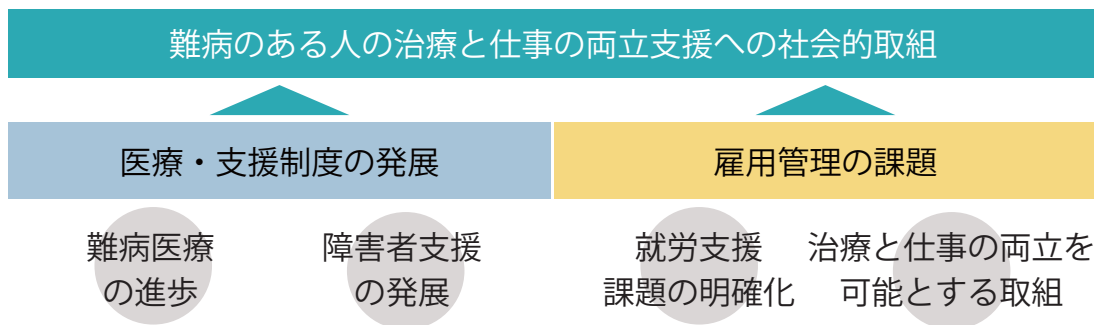 難病のある人の治療と仕事の両立支援への社会的取組
医療・支援制度の発展
雇用管理の課題
難病医療
の進歩
障害者支援
の発展
就労支援
課題の明確化
治療と仕事の両立を
可能とする取組